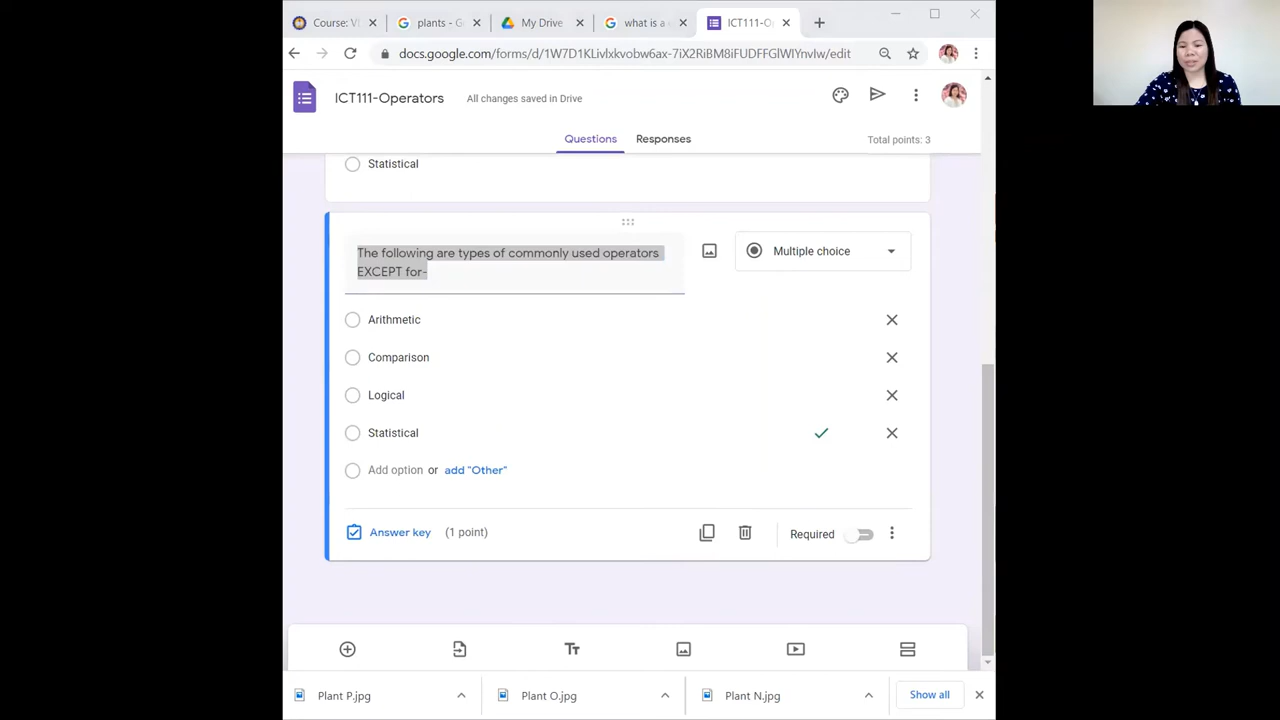 Course: V
plants - G
My Drive
what is a
ICT111-Op
docs.google.com/forms/d/
/edit
ICT111-Operators
All changes saved in Drive
Questions
Responses
Total points: 3
Statistical
The following are types of commonly used operators
EXCEPT for-
Multiple choice
Arithmetic
Comparison
Logical
Statistical
Add option or add "Other"
Answer key (1 point)
Required
Tт
Plant P.jpg
Plant O.jpg
Plant N.jpg
Show all